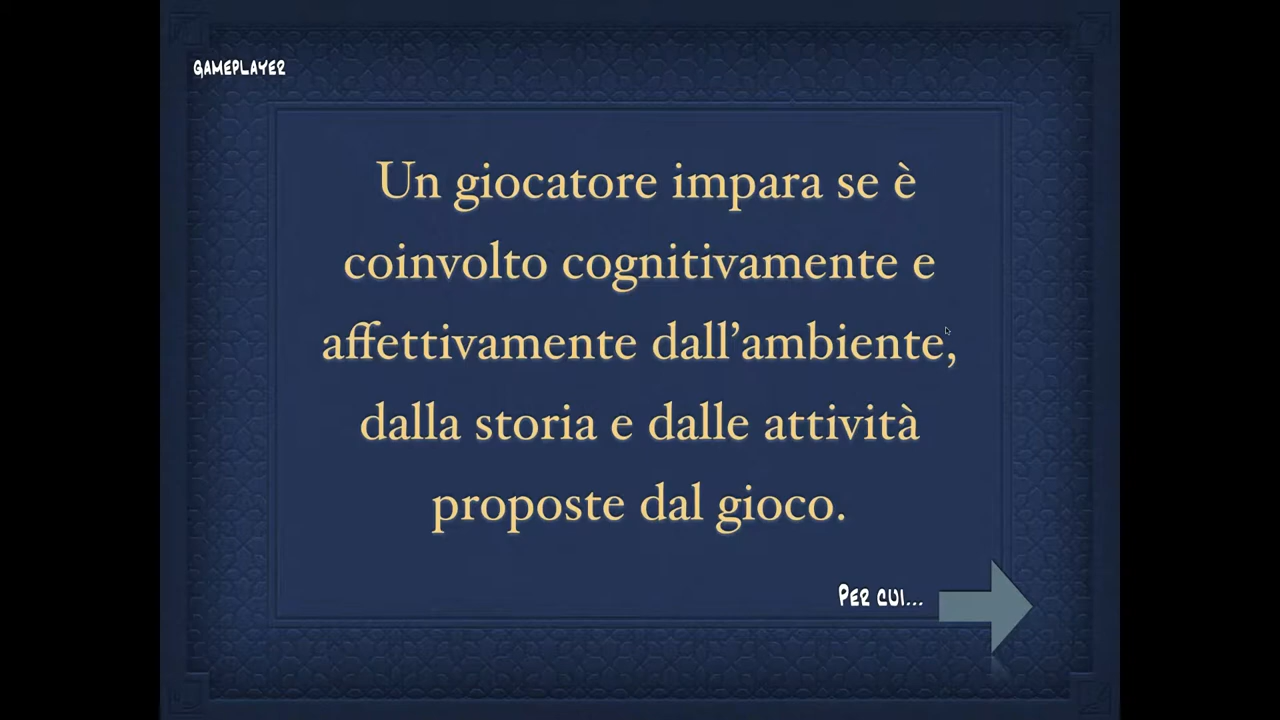 GAMEPLAYER
Un giocatore impara se è
coinvolto cognitivamente e
affettivamente dall’ambiente,
dalla storia e dalle attività
proposte dal gioco.
PER CUI...